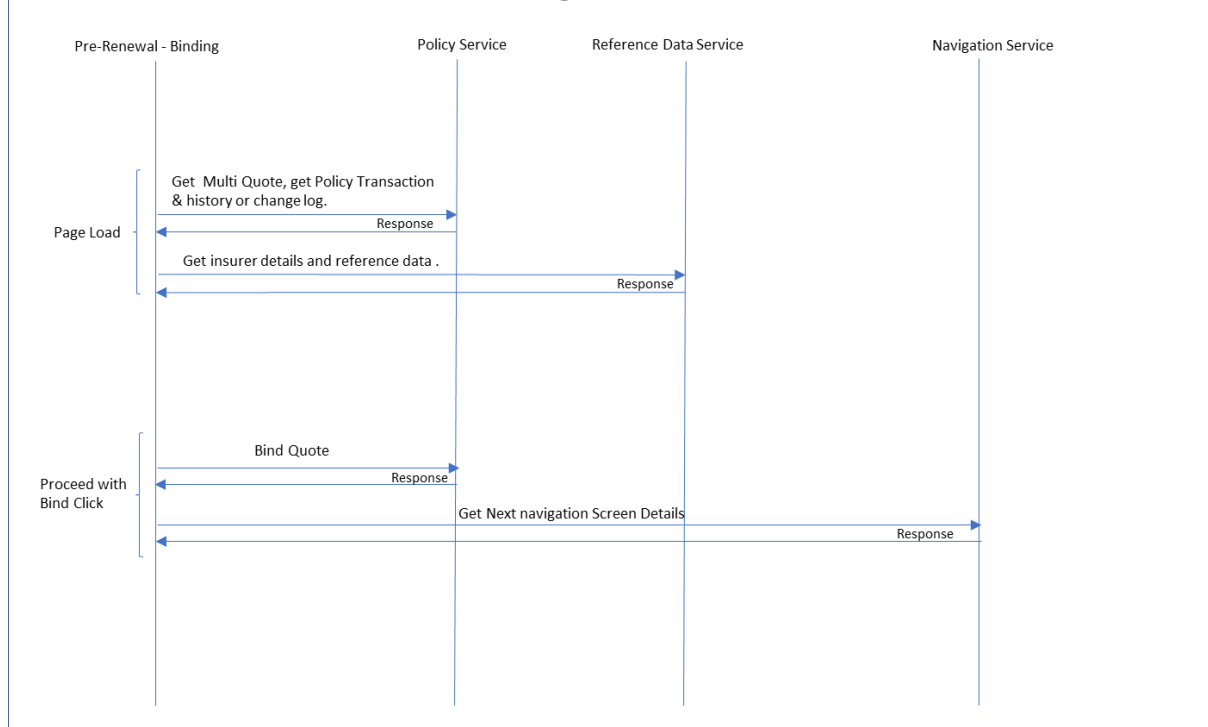 Pre-Renewal - Binding
Policy Service
Reference Data Service
Navigation Service
Get Multi Quote, get Policy Transaction
& history or change log.
Response
Page Load
Get insurer details and reference data .
Response
Bind Quote
Response
Proceed with
Bind Click
Get Next navigation Screen Details
Response